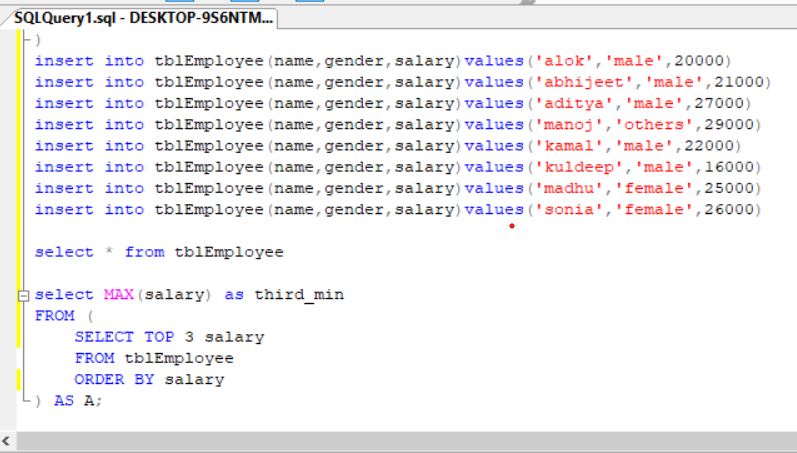 SQLQuery1.sql - DESKTOP-9S6NTM...
)
insert into tblEmployee(name,gender,salary)values('alok','male',20000)
insert into tblEmployee(name,gender,salary)values('abhijeet','male',21000)
insert into tblEmployee(name,gender,salary)values('aditya','male',27000)
insert into tblEmployee(name,gender,salary)values('manoj','others',29000)
insert into tblEmployee(name,gender,salary)values('kamal','male',22000)
insert into tblEmployee(name,gender,salary)values('kuldeep','male',16000)
insert into tblEmployee(name,gender,salary)values('madhu','female',25000)
insert into tblEmployee(name,gender,salary)values('sonia','female',26000)
select * from tblEmployee
select MAX(salary) as third_min
FROM (
SELECT TOP 3 salary
FROM tblEmployee
ORDER BY salary
) AS A;